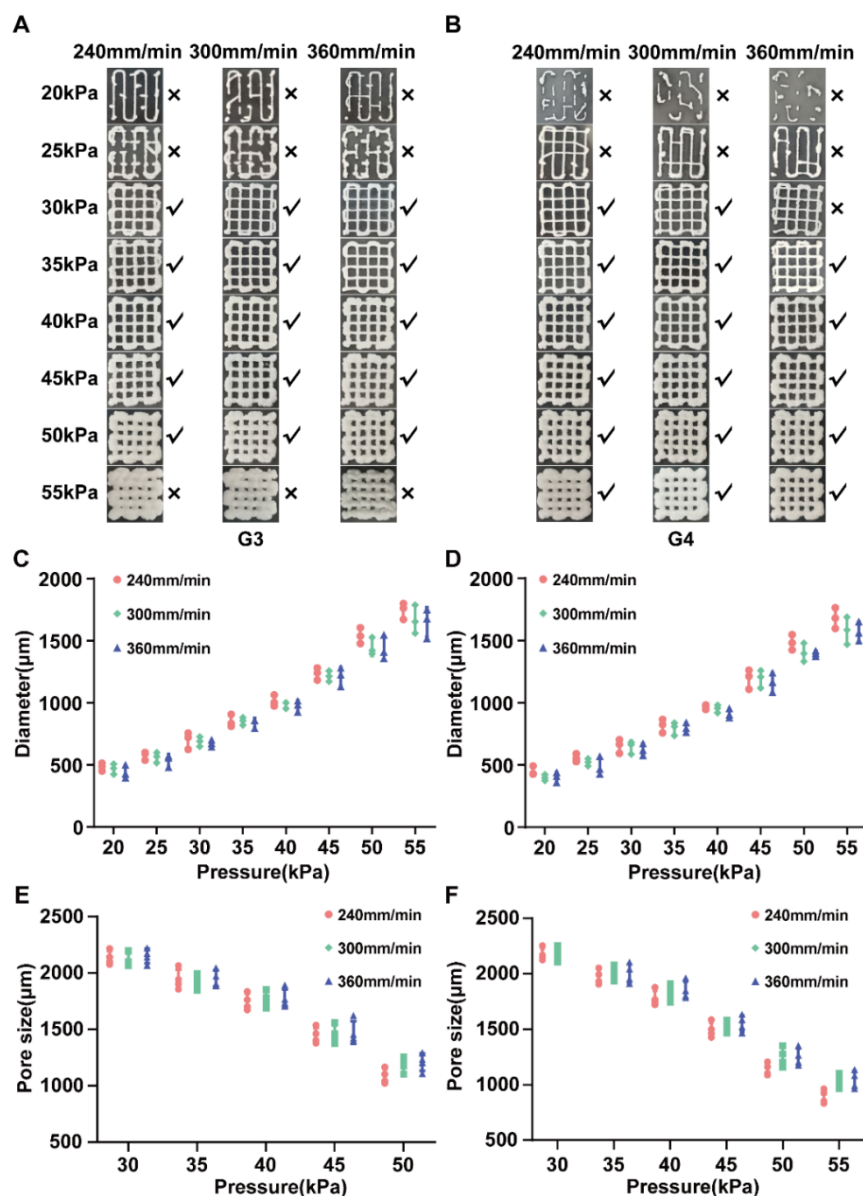 A
240mm/min 300mm/min 360mm/min
20kPa × × ×
25kPa × × ×
30kPa ✓ ✓ ✓
35kPa ✓ ✓ ✓
40kPa ✓ ✓ ✓
45kPa ✓ ✓ ✓
50kPa ✓ ✓ ✓
55kPa × × ×
G3
B
240mm/min 300mm/min 360mm/min
× × ×
× × ×
✓ ✓ ×
✓ ✓ ✓
✓ ✓ ✓
✓ ✓ ✓
✓ ✓ ✓
✓ ✓ ✓
G4
C
2000
1500
1000
500
0
Diameter(μm)
240mm/min
300mm/min
360mm/min
20 25 30 35 40 45 50 55
Pressure(kPa)
D
2000
1500
1000
500
0
Diameter(μm)
240mm/min
300mm/min
360mm/min
20 25 30 35 40 45 50 55
Pressure(kPa)
E
2500
2000
1500
1000
500
Pore size(μm)
240mm/min
300mm/min
360mm/min
30 35 40 45 50
Pressure(kPa)
F
2500
2000
1500
1000
500
Pore size(μm)
240mm/min
300mm/min
360mm/min
30 35 40 45 50 55
Pressure(kPa)